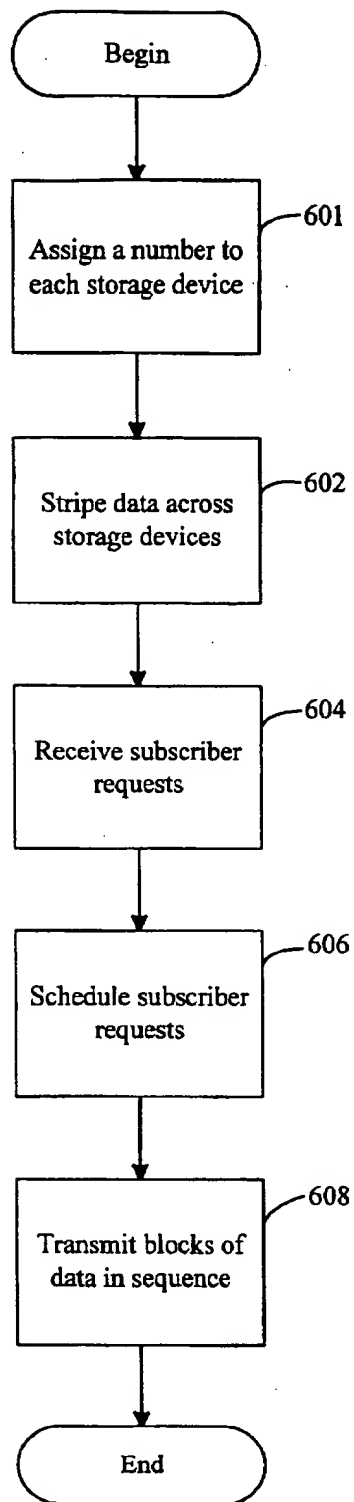 Begin
601
Assign a number to
each storage device
602
Stripe data across
storage devices
604
Receive subscriber
requests
606
Schedule subscriber
requests
608
Transmit blocks of
data in sequence
End